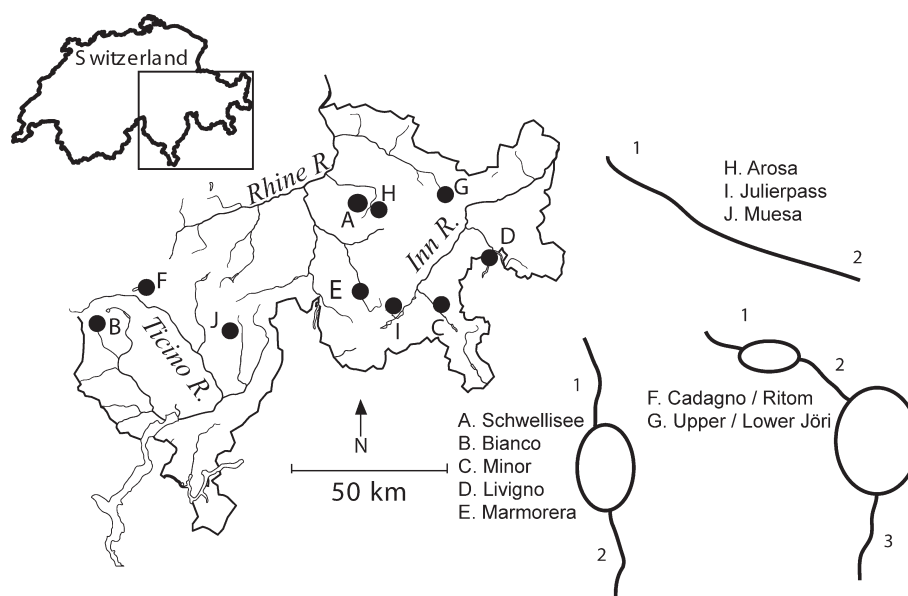 Switzerland
Rhine R.
Inn R.
Ticino R.
A
H
G
D
E
I
C
F
B
J
N
50 km
1
2
H. Arosa
I. Julierpass
J. Muesa
1
2
A. Schwellisee
B. Bianco
C. Minor
D. Livigno
E. Marmorera
1
2
3
F. Cadagno / Ritom
G. Upper / Lower Jöri